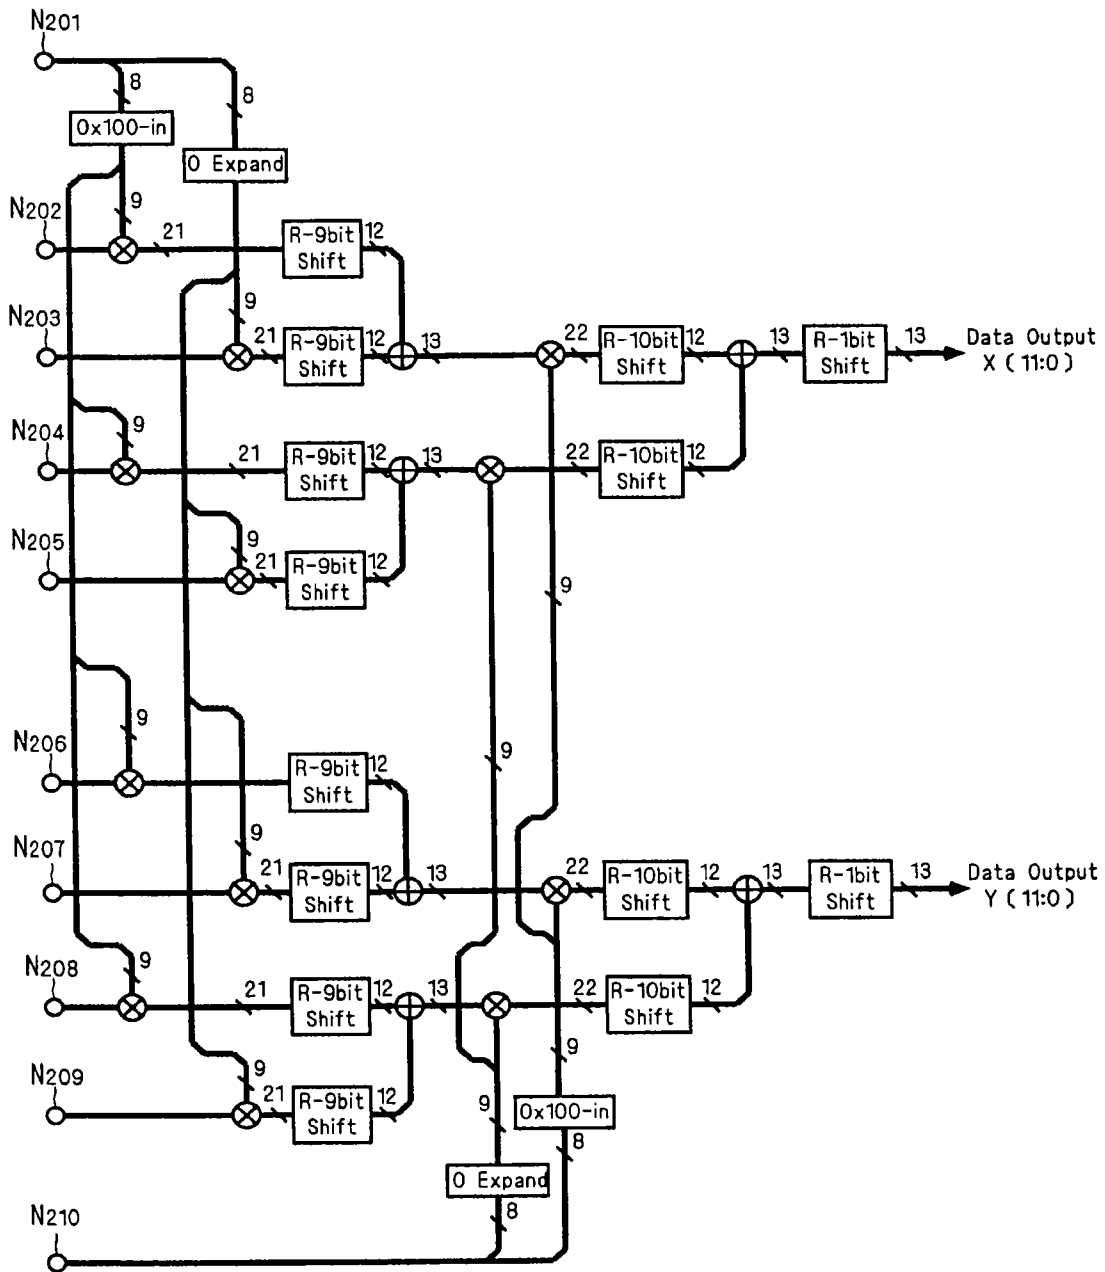 N201
8
8
0x100-in
0 Expand
N202
9
21
R-9bit
Shift
12
N203
9
21
R-9bit
Shift
12
13
22
R-10bit
Shift
12
13
R-1bit
Shift
13
Data Output
X (11:0)
N204
9
21
R-9bit
Shift
12
13
22
R-10bit
Shift
12
N205
9
21
R-9bit
Shift
12
9
N206
9
R-9bit
Shift
12
9
N207
9
21
R-9bit
Shift
12
13
22
R-10bit
Shift
12
13
R-1bit
Shift
13
Data Output
Y (11:0)
N208
9
21
R-9bit
Shift
12
13
22
R-10bit
Shift
12
N209
9
21
R-9bit
Shift
12
9
9
0x100-in
8
0 Expand
8
N210